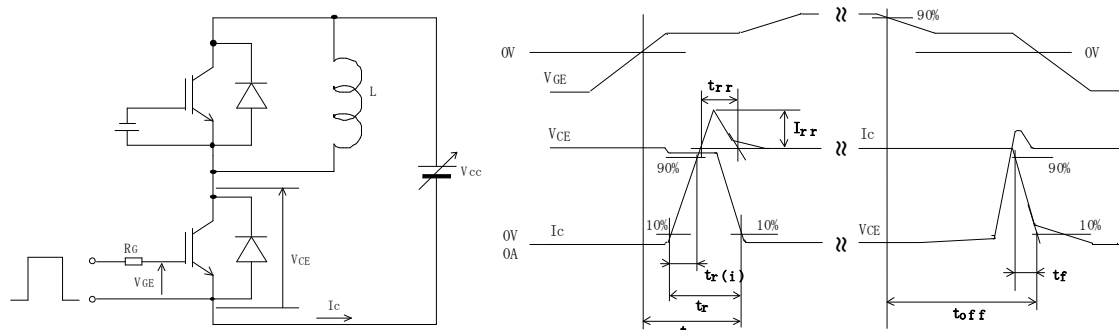 L
Vcc
RG
VGE
VCE
Ic
0V
VGE
90%
0V
trr
Irr
VCE
Ic
90%
90%
10%
10%
10%
0V
0A
Ic
VCE
tr(i)
tr
tf
toff